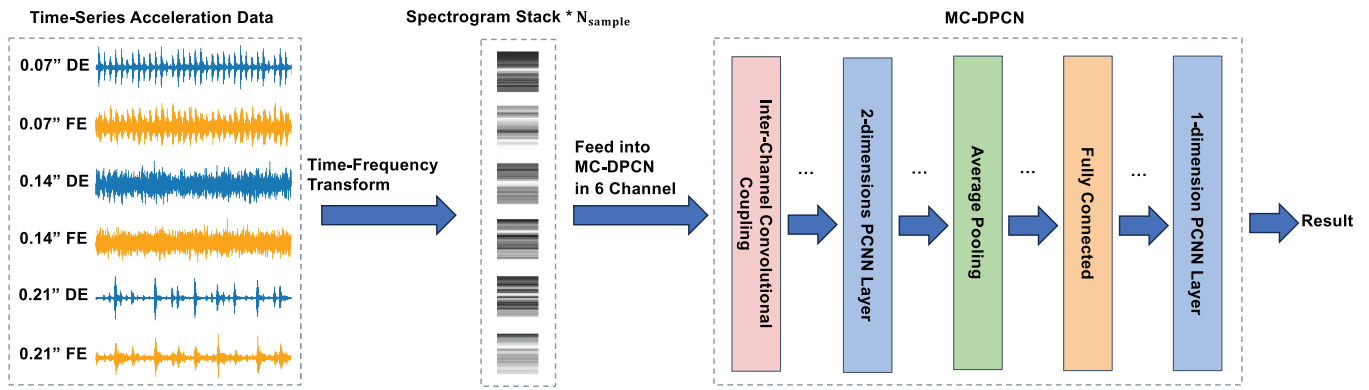 Time-Series Acceleration Data
0.07” DE
0.07” FE
0.14” DE
0.14” FE
0.21” DE
0.21” FE
Time-Frequency
Transform
Spectrogram Stack * N_sample
Feed into
MC-DPCN
in 6 Channel
MC-DPCN
Inter-Channel Convolutional
Coupling
...
2-dimensions PCNN Layer
...
Average Pooling
...
Fully Connected
...
1-dimension PCNN Layer
Result